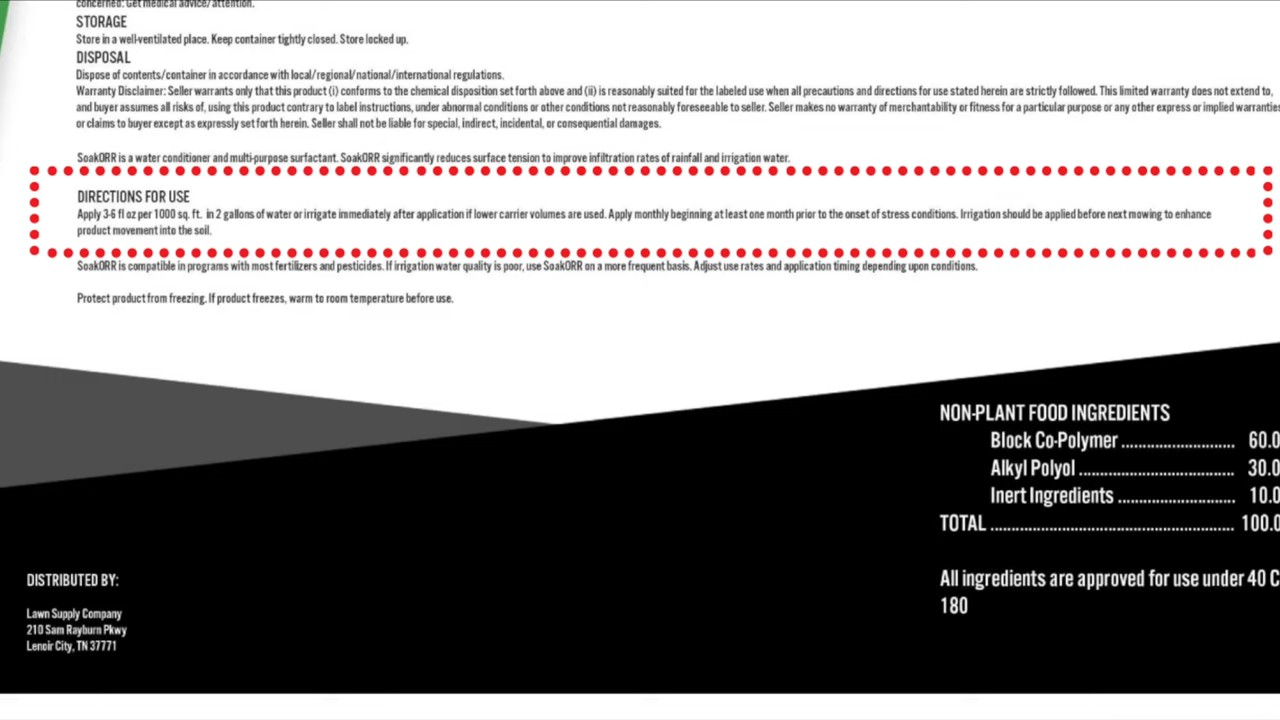 concerned: Get medical advice/attention.
STORAGE
Store in a well-ventilated place. Keep container tightly closed. Store locked up.
DISPOSAL
Dispose of contents/container in accordance with local/regional/national/international regulations.
Warranty Disclaimer: Seller warrants only that this product (i) conforms to the chemical disposition set forth above and (ii) is reasonably suited for the labeled use when all precautions and directions for use stated herein are strictly followed. This limited warranty does not extend to,
and buyer assumes all risks of, using this product contrary to label instructions, under abnormal conditions or other conditions not reasonably foreseeable to seller. Seller makes no warranty of merchantability or fitness for a particular purpose or any other express or implied warranties
or claims to buyer except as expressly set forth herein. Seller shall not be liable for special, indirect, incidental, or consequential damages.
SoakORR is a water conditioner and multi-purpose surfactant. SoakORR significantly reduces surface tension to improve infiltration rates of rainfall and irrigation water.
DIRECTIONS FOR USE
Apply 3-6 fl oz per 1000 sq. ft. in 2 gallons of water or irrigate immediately after application if lower carrier volumes are used. Apply monthly beginning at least one month prior to the onset of stress conditions. Irrigation should be applied before next mowing to enhance
product movement into the soil.
SoakORR is compatible in programs with most fertilizers and pesticides. If irrigation water quality is poor, use SoakORR on a more frequent basis. Adjust use rates and application timing depending upon conditions.
Protect product from freezing. If product freezes, warm to room temperature before use.
NON-PLANT FOOD INGREDIENTS
Block Co-Polymer ........................... 60.0
Alkyl Polyol ..................................... 30.0
Inert Ingredients ............................ 10.0
TOTAL .......................................................... 100.0
All ingredients are approved for use under 40 C
180
DISTRIBUTED BY:
Lawn Supply Company
210 Sam Rayburn Pkwy
Lenoir City, TN 37771